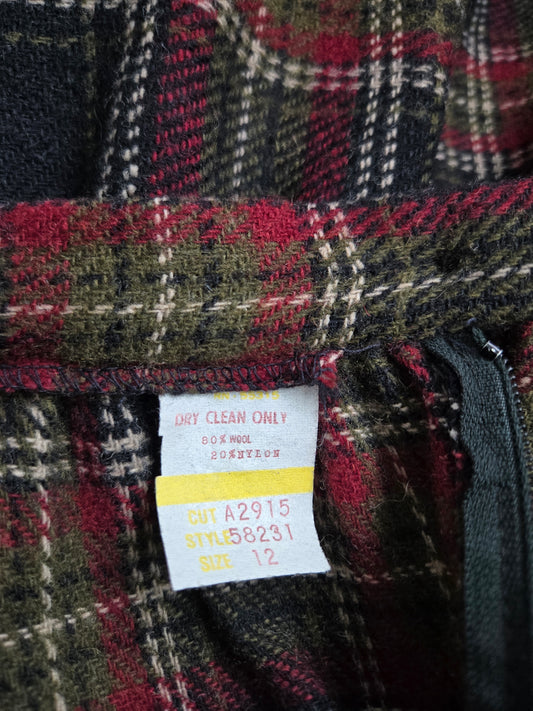 DRY CLEAN ONLY
80% WOOL
20% NYLON
CUT A2915
STYLE 58231
SIZE 12